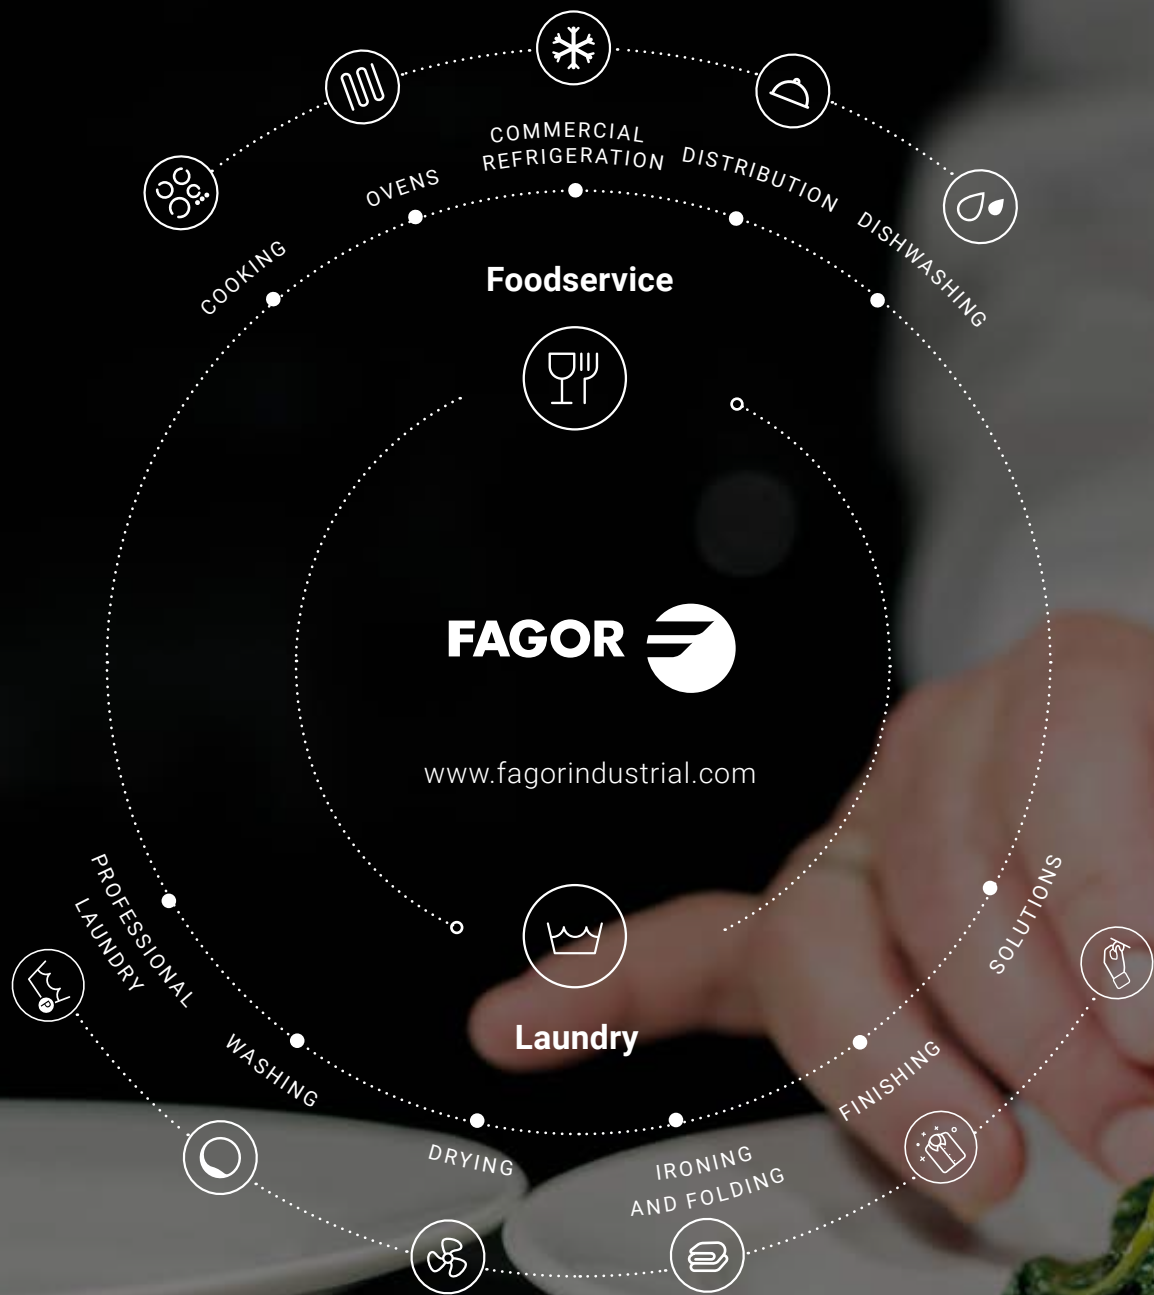 COMMERCIAL
REFRIGERATION
OVENS
DISTRIBUTION
COOKING
DISHWASHING
Foodservice
FAGOR
www.fagorindustrial.com
PROFESSIONAL
LAUNDRY
P
SOLUTIONS
Laundry
WASHING
FINISHING
DRYING
IRONING
AND FOLDING